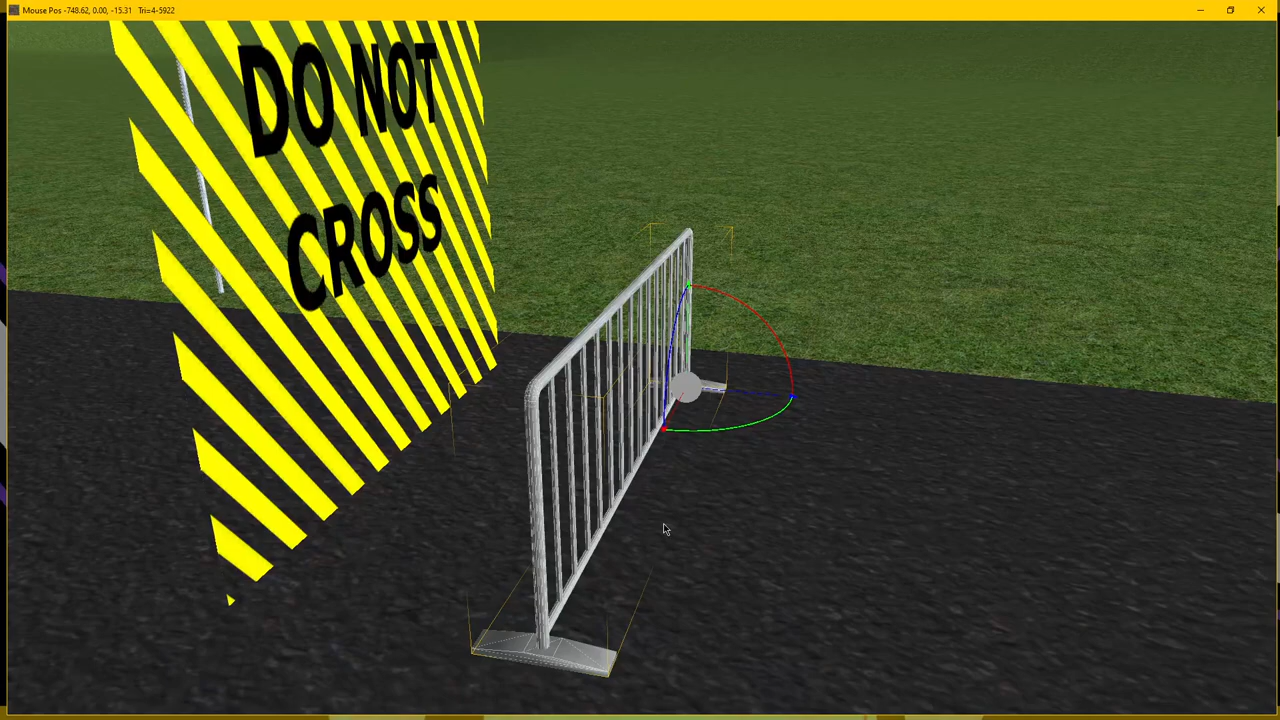 Mouse Pos -748.62, 0.00, -15.31 Tri=4-5922
DO NOT
CROSS